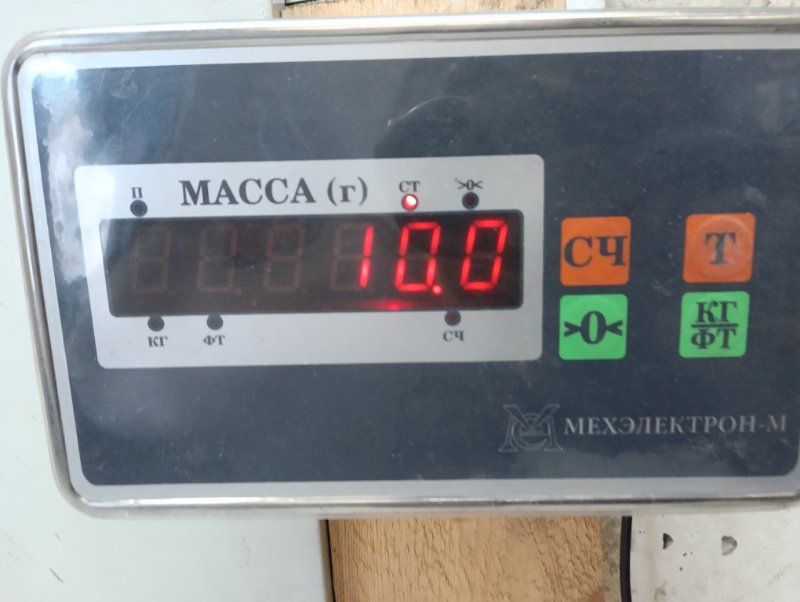 П МАССА (г) СТ >0<
10.0
КГ ФТ СЧ
СЧ Т
>0< КГ/ФТ
МЕХЭЛЕКТРОН-М